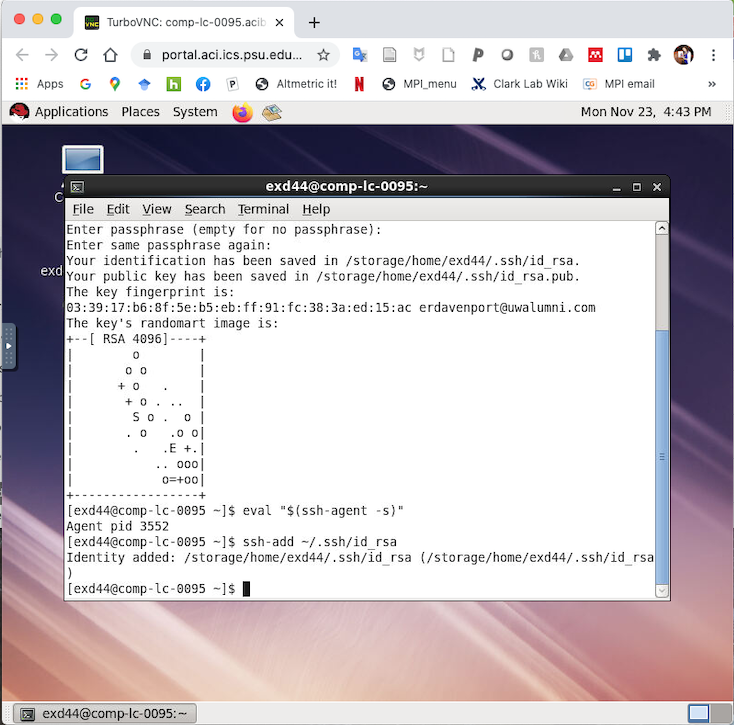 TurboVNC: comp-lc-0095.acib
portal.aci.ics.psu.edu...
Apps
Altmetric it!
MPI_menu
Clark Lab Wiki
MPI email
»
Applications Places System
Mon Nov 23, 4:43 PM
exd44@comp-lc-0095:~
File Edit View Search Terminal Help
Enter passphrase (empty for no passphrase):
Enter same passphrase again:
Your identification has been saved in /storage/home/exd44/.ssh/id_rsa.
Your public key has been saved in /storage/home/exd44/.ssh/id_rsa.pub.
The key fingerprint is:
03:39:17:b6:8f:5e:b5:eb:ff:91:fc:38:3a:ed:15:ac erdavenport@uwalumni.com
The key's randomart image is:
+--[ RSA 4096]----+
|        o        |
|       o o       |
|      + o   .    |
|       + o . ..  |
|        S o .  o |
|       . o   .o o|
|        .   .E +.|
|           .. ooo|
|            o=+oo|
+-----------------+
[exd44@comp-lc-0095 ~]$ eval "$(ssh-agent -s)"
Agent pid 3552
[exd44@comp-lc-0095 ~]$ ssh-add ~/.ssh/id_rsa
Identity added: /storage/home/exd44/.ssh/id_rsa (/storage/home/exd44/.ssh/id_rsa
)
[exd44@comp-lc-0095 ~]$
exd44@comp-lc-0095:~